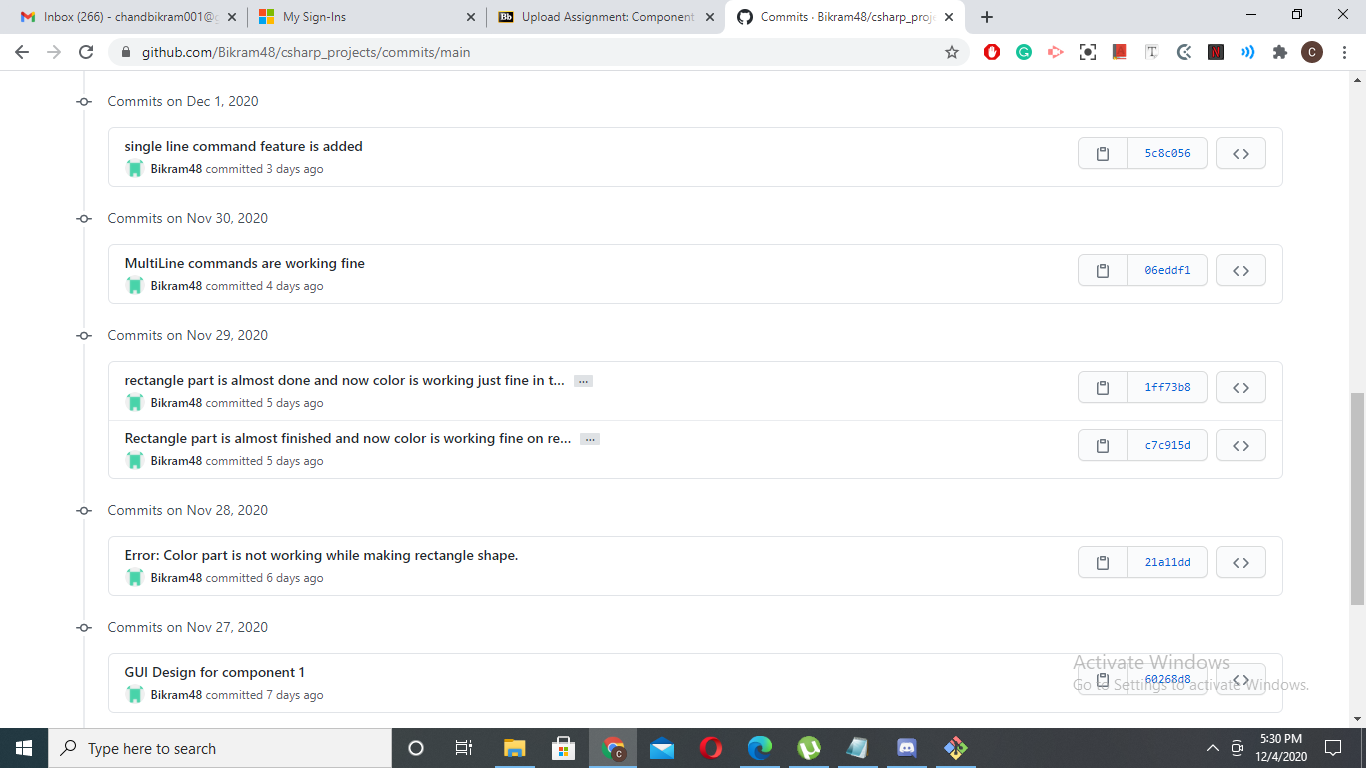 Inbox (266) - chandbikram001@g
My Sign-Ins
Bb Upload Assignment: Component
Commits · Bikram48/csharp_proje
github.com/Bikram48/csharp_projects/commits/main
Commits on Dec 1, 2020
single line command feature is added
5c8c056
Bikram48 committed 3 days ago
Commits on Nov 30, 2020
MultiLine commands are working fine
06eddf1
Bikram48 committed 4 days ago
Commits on Nov 29, 2020
rectangle part is almost done and now color is working just fine in t... ...
1ff73b8
Bikram48 committed 5 days ago
Rectangle part is almost finished and now color is working fine on re... ...
c7c915d
Bikram48 committed 5 days ago
Commits on Nov 28, 2020
Error: Color part is not working while making rectangle shape.
21a11dd
Bikram48 committed 6 days ago
Commits on Nov 27, 2020
GUI Design for component 1
60268d8
Bikram48 committed 7 days ago
Activate Windows
Go to Settings to activate Windows.
Type here to search
5:30 PM
12/4/2020